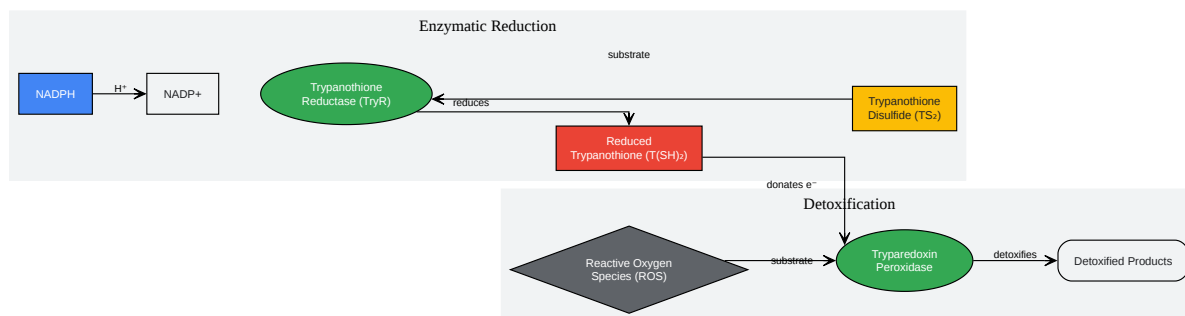 Enzymatic Reduction
substrate
NADPH
H⁺
NADP+
Trypanothione
Reductase (TryR)
reduces
Trypanothione
Disulfide (TS₂)
Reduced
Trypanothione (T(SH)₂)
donates e⁻
Detoxification
Reactive Oxygen
Species (ROS)
substrate
Tryparedoxin
Peroxidase
detoxifies
Detoxified Products